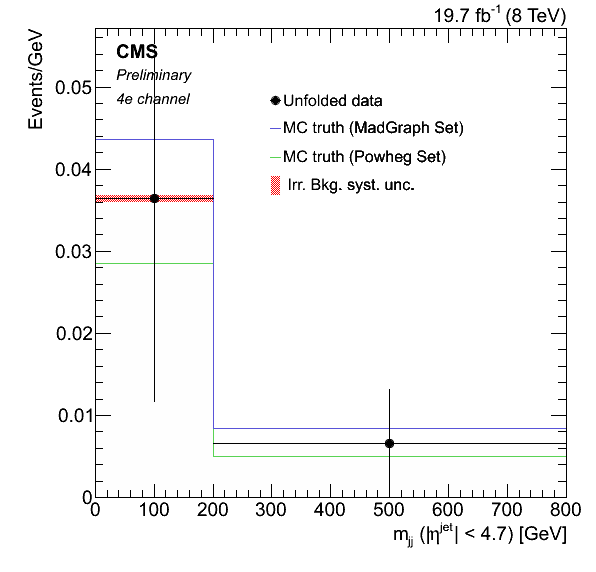 19.7 fb⁻¹ (8 TeV)
Events/GeV
CMS
Preliminary
4e channel
Unfolded data
MC truth (MadGraph Set)
MC truth (Powheg Set)
Irr. Bkg. syst. unc.
0.05
0.04
0.03
0.02
0.01
0
0 100 200 300 400 500 600 700 800
m_jj (|η^jet| < 4.7) [GeV]